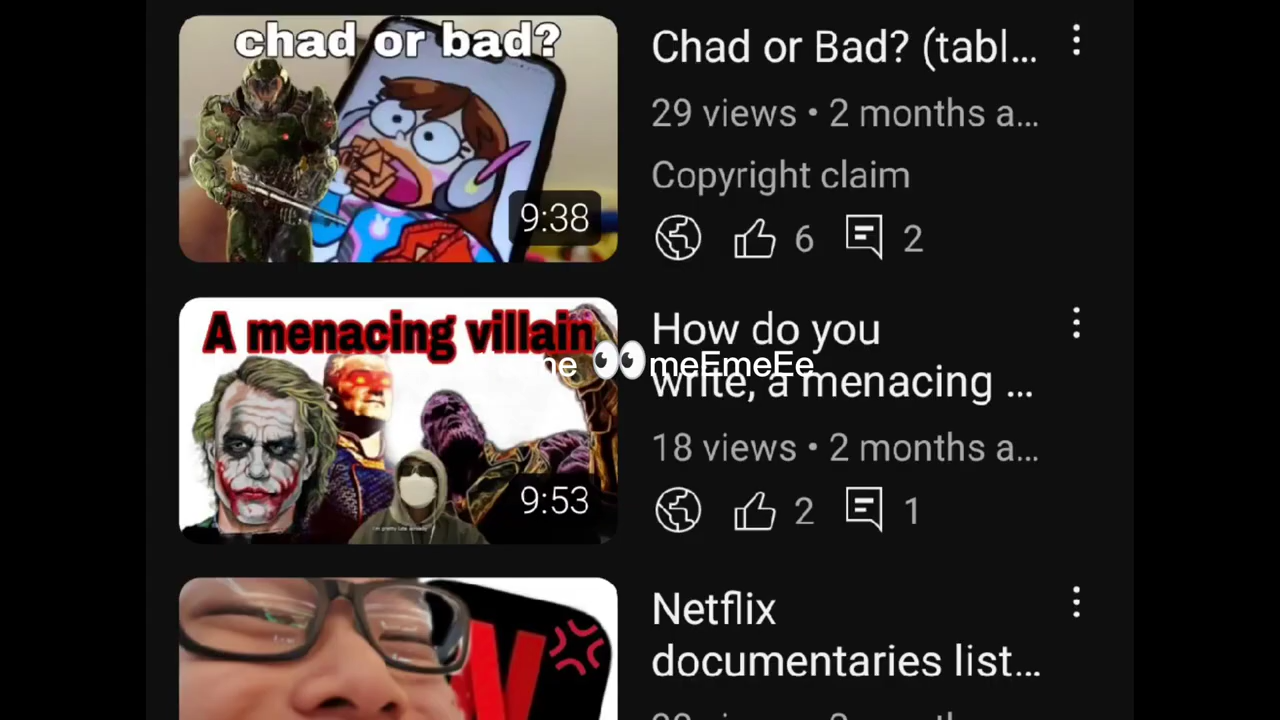 chad or bad?
9:38
Chad or Bad? (tabl...
29 views • 2 months a...
Copyright claim
6 2
A menacing villain
9:53
How do you
write, a menacing ...
meEmeEe
18 views • 2 months a...
2 1
Netflix
documentaries list...